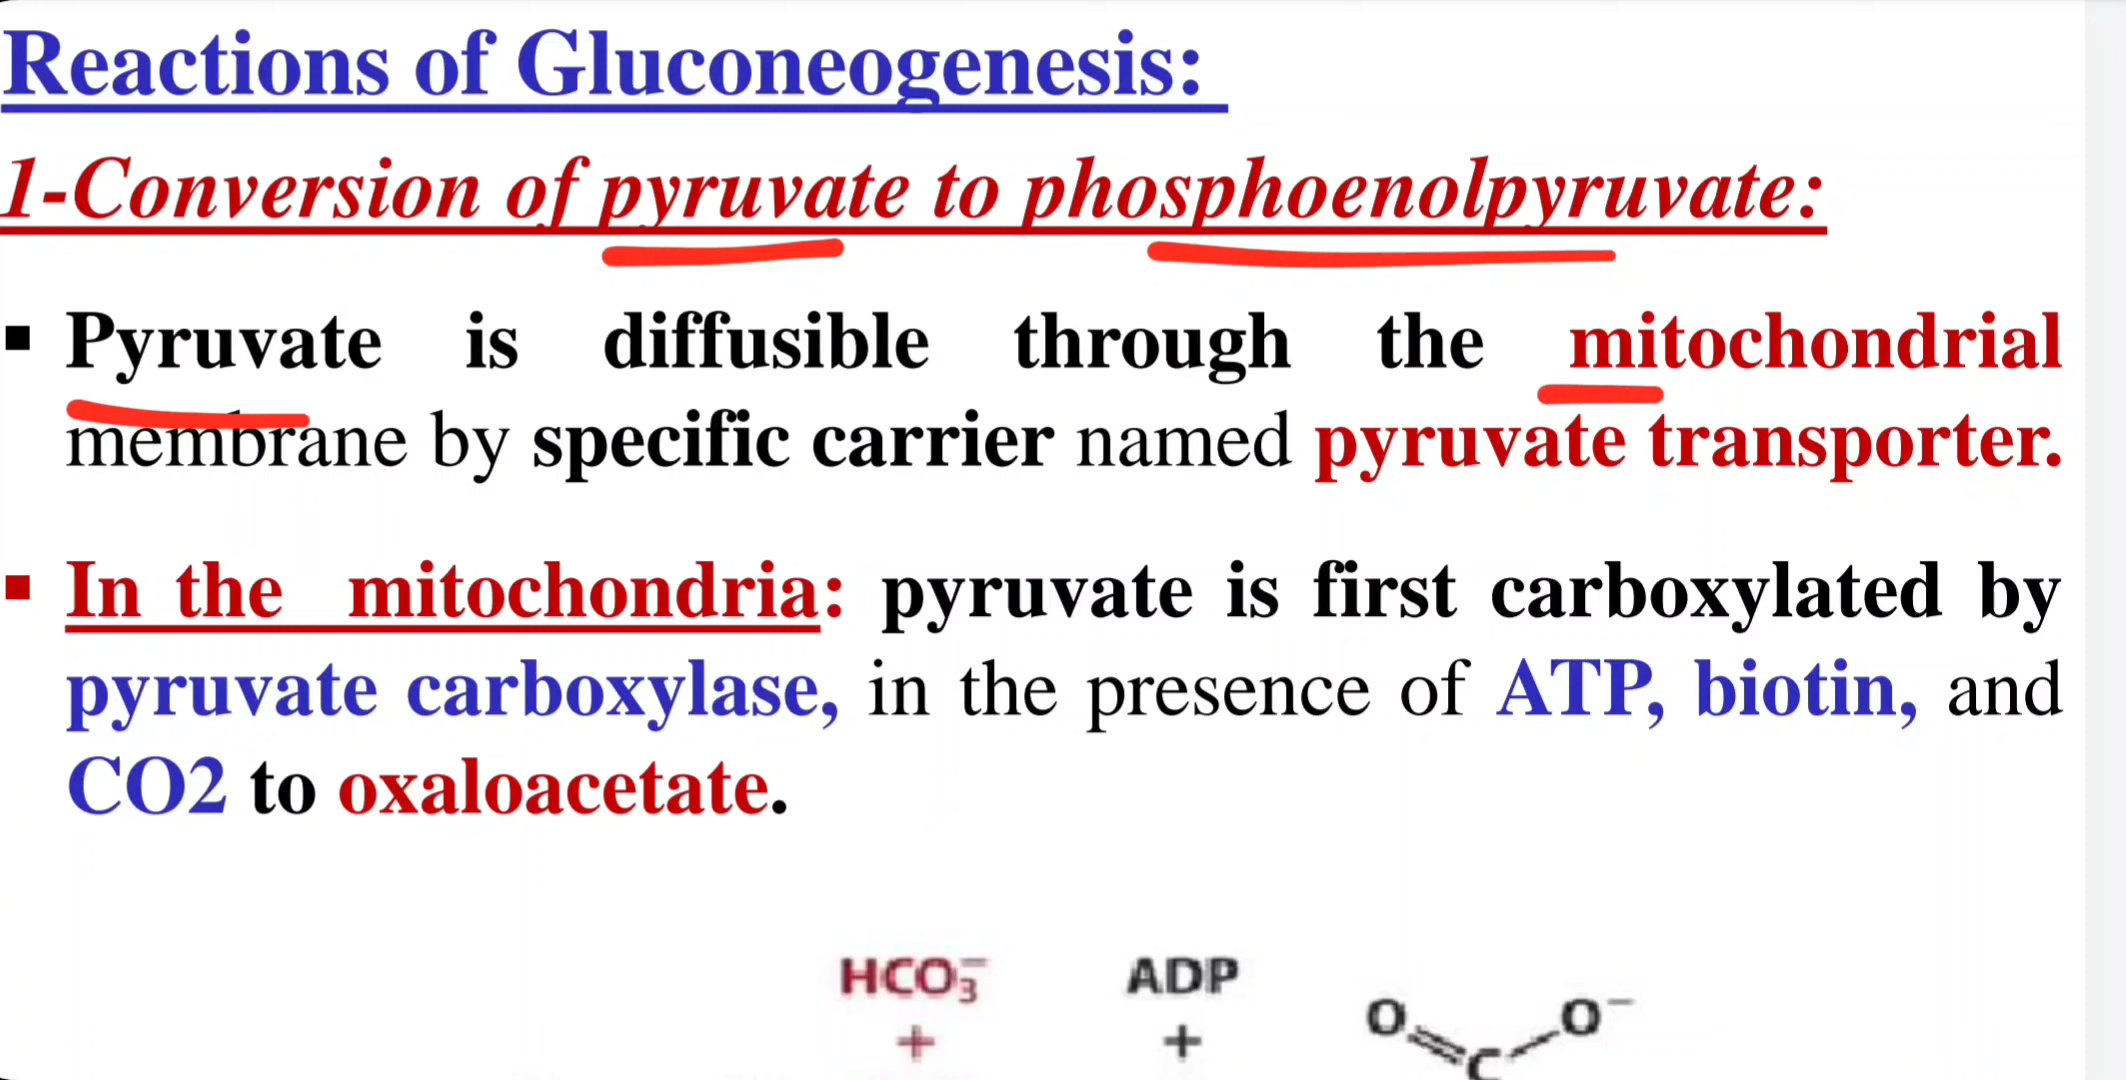 Reactions of Gluconeogenesis:
1-Conversion of pyruvate to phosphoenolpyruvate:
▪ Pyruvate is diffusible through the mitochondrial
membrane by specific carrier named pyruvate transporter.
▪ In the mitochondria: pyruvate is first carboxylated by
pyruvate carboxylase, in the presence of ATP, biotin, and
CO2 to oxaloacetate.
HCO₃⁻ ADP
+ +
O O⁻
C